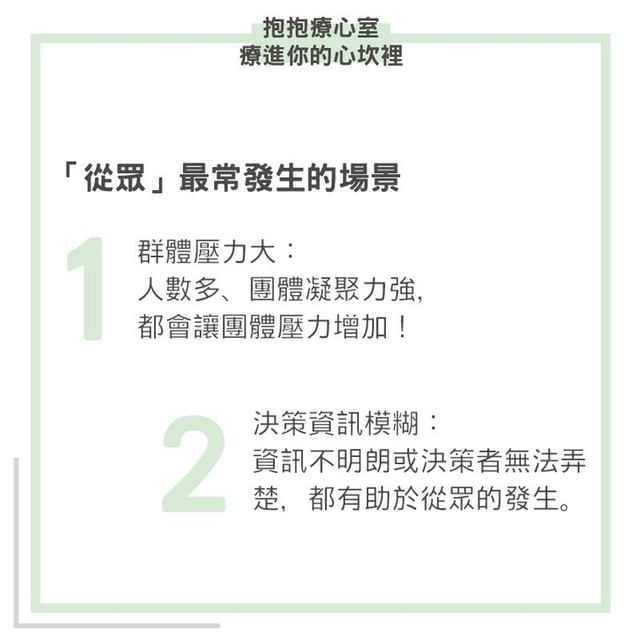 抱抱療心室
療進你的心坎裡
「從眾」最常發生的場景
1
群體壓力大：
人數多、團體凝聚力強，
都會讓團體壓力增加！
2
決策資訊模糊：
資訊不明朗或決策者無法弄
楚，都有助於從眾的發生。